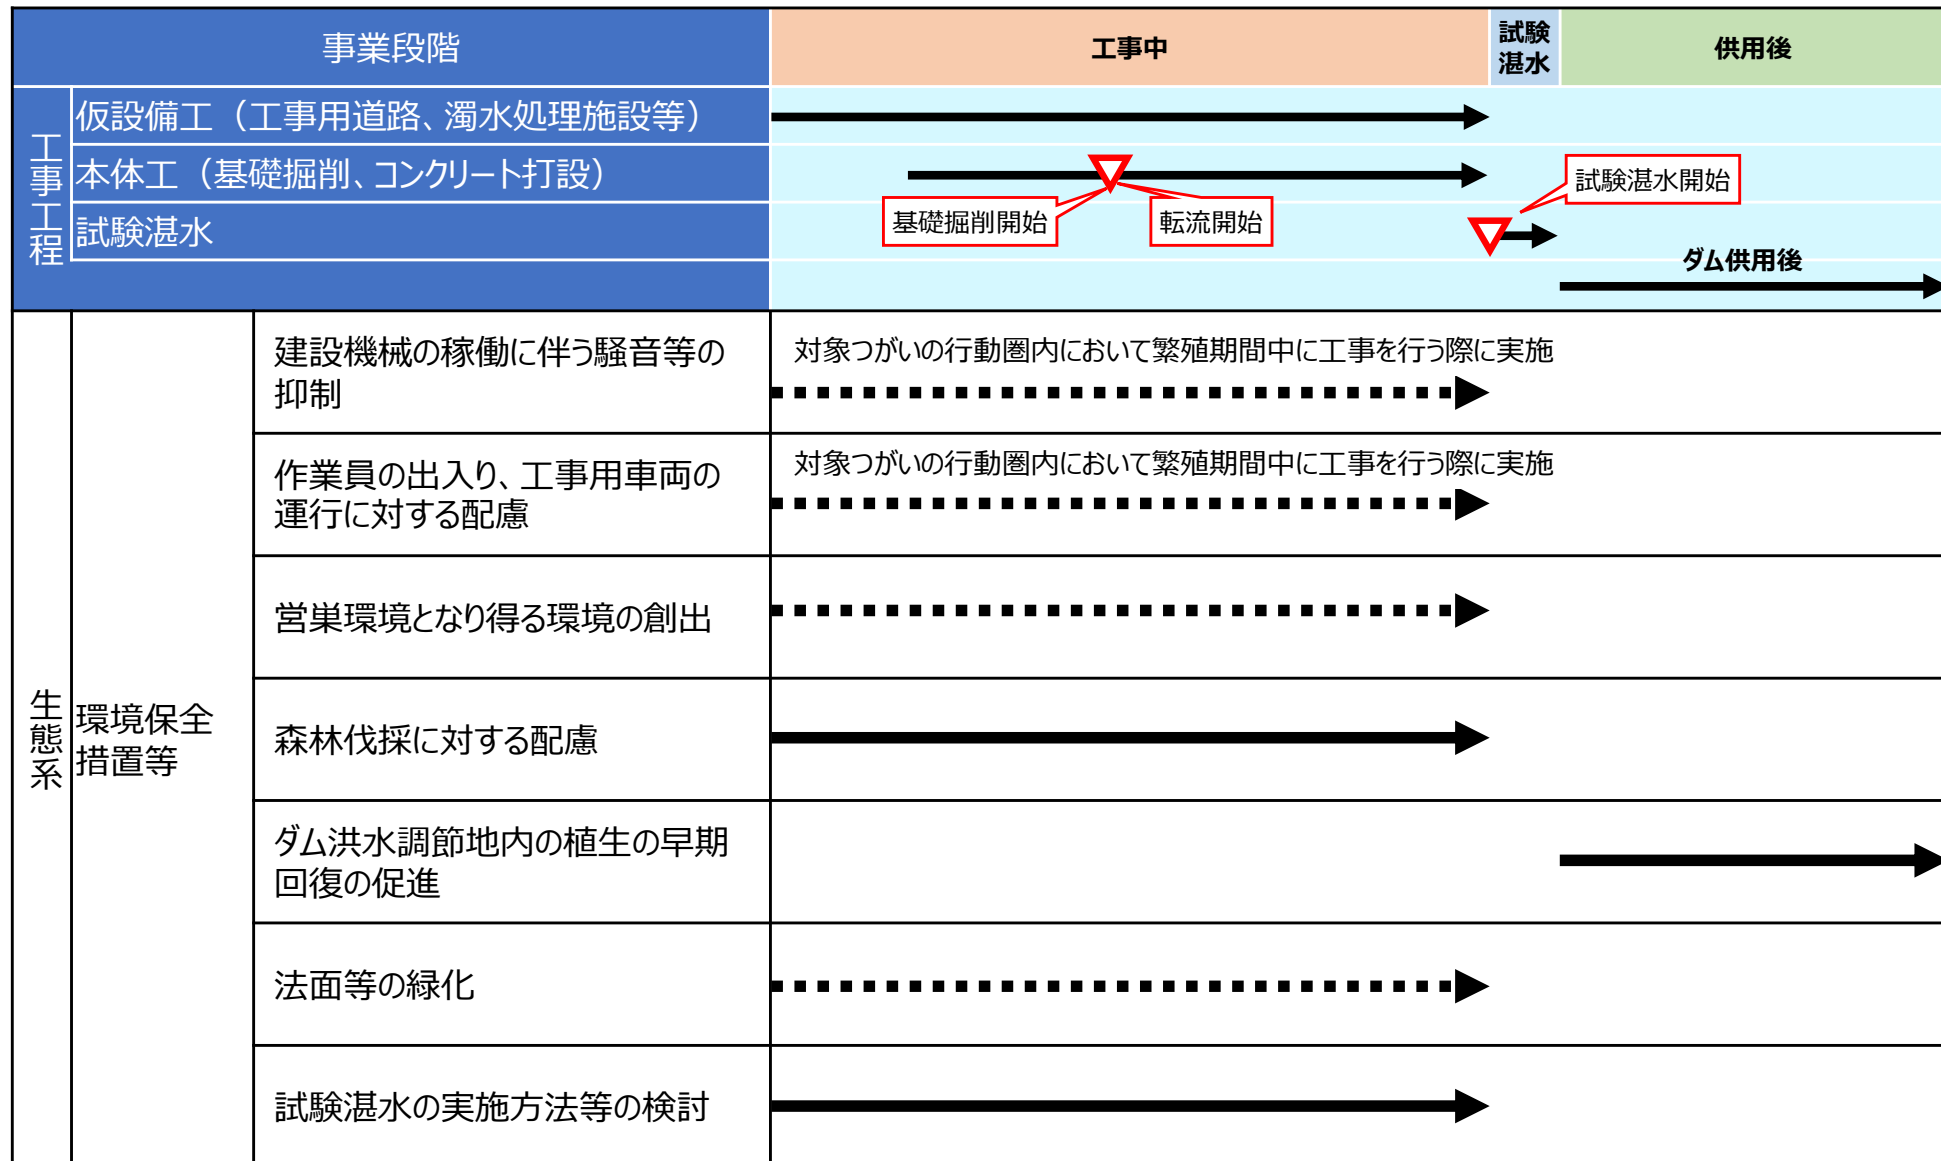 事業段階
工事中
試験
湛水
供用後
工事工程
仮設備工（工事用道路、濁水処理施設等）
本体工（基礎掘削、コンクリート打設）
試験湛水
基礎掘削開始
転流開始
試験湛水開始
ダム供用後
生態系
環境保全
措置等
建設機械の稼働に伴う騒音等の
抑制
対象つがいの行動圏内において繁殖期間中に工事を行う際に実施
作業員の出入り、工事用車両の
運行に対する配慮
対象つがいの行動圏内において繁殖期間中に工事を行う際に実施
営巣環境となり得る環境の創出
森林伐採に対する配慮
ダム洪水調節地内の植生の早期
回復の促進
法面等の緑化
試験湛水の実施方法等の検討